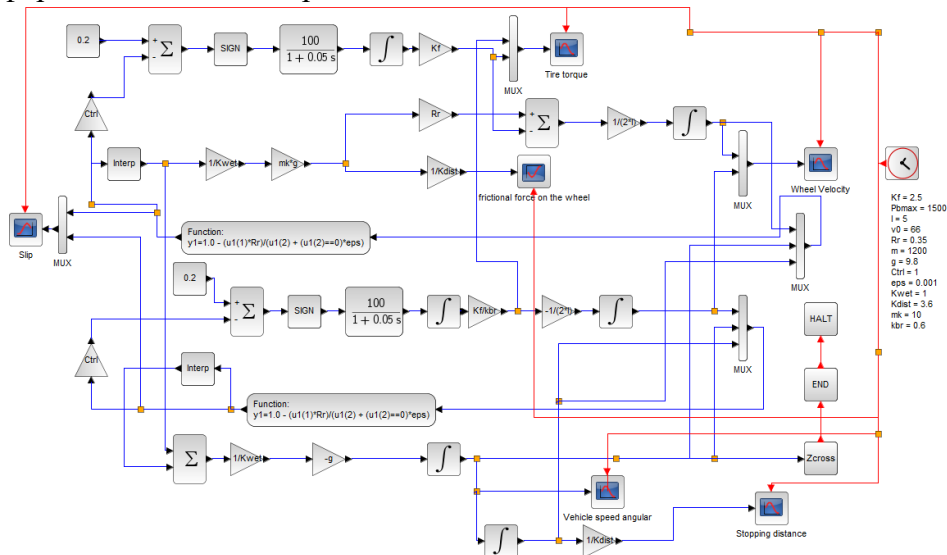 0.2
+
-
Σ
SIGN
100
1 + 0.05 s
∫
Kf
MUX
Tire torque
Ctrl
Rr
+
-
Σ
1/(2*I)
∫
Interp
1/Kwet
mk*g
1/Kdist
frictional force on the wheel
MUX
Wheel Velocity
Kf = 2.5
Pbmax = 1500
I = 5
v0 = 66
Rr = 0.35
m = 1200
g = 9.8
Ctrl = 1
eps = 0.001
Kwet = 1
Kdist = 3.6
mk = 10
kbr = 0.6
Slip
MUX
Function:
y1=1.0 - (u1(1)*Rr)/(u1(2) + (u1(2)==0)*eps)
MUX
0.2
+
-
Σ
SIGN
100
1 + 0.05 s
∫
Kf/kbr
-1/(2*I)
∫
MUX
HALT
Ctrl
Interp
END
Function:
y1=1.0 - (u1(1)*Rr)/(u1(2) + (u1(2)==0)*eps)
Σ
1/Kwet
-g
∫
Zcross
Vehicle speed angular
∫
1/Kdist
Stopping distance